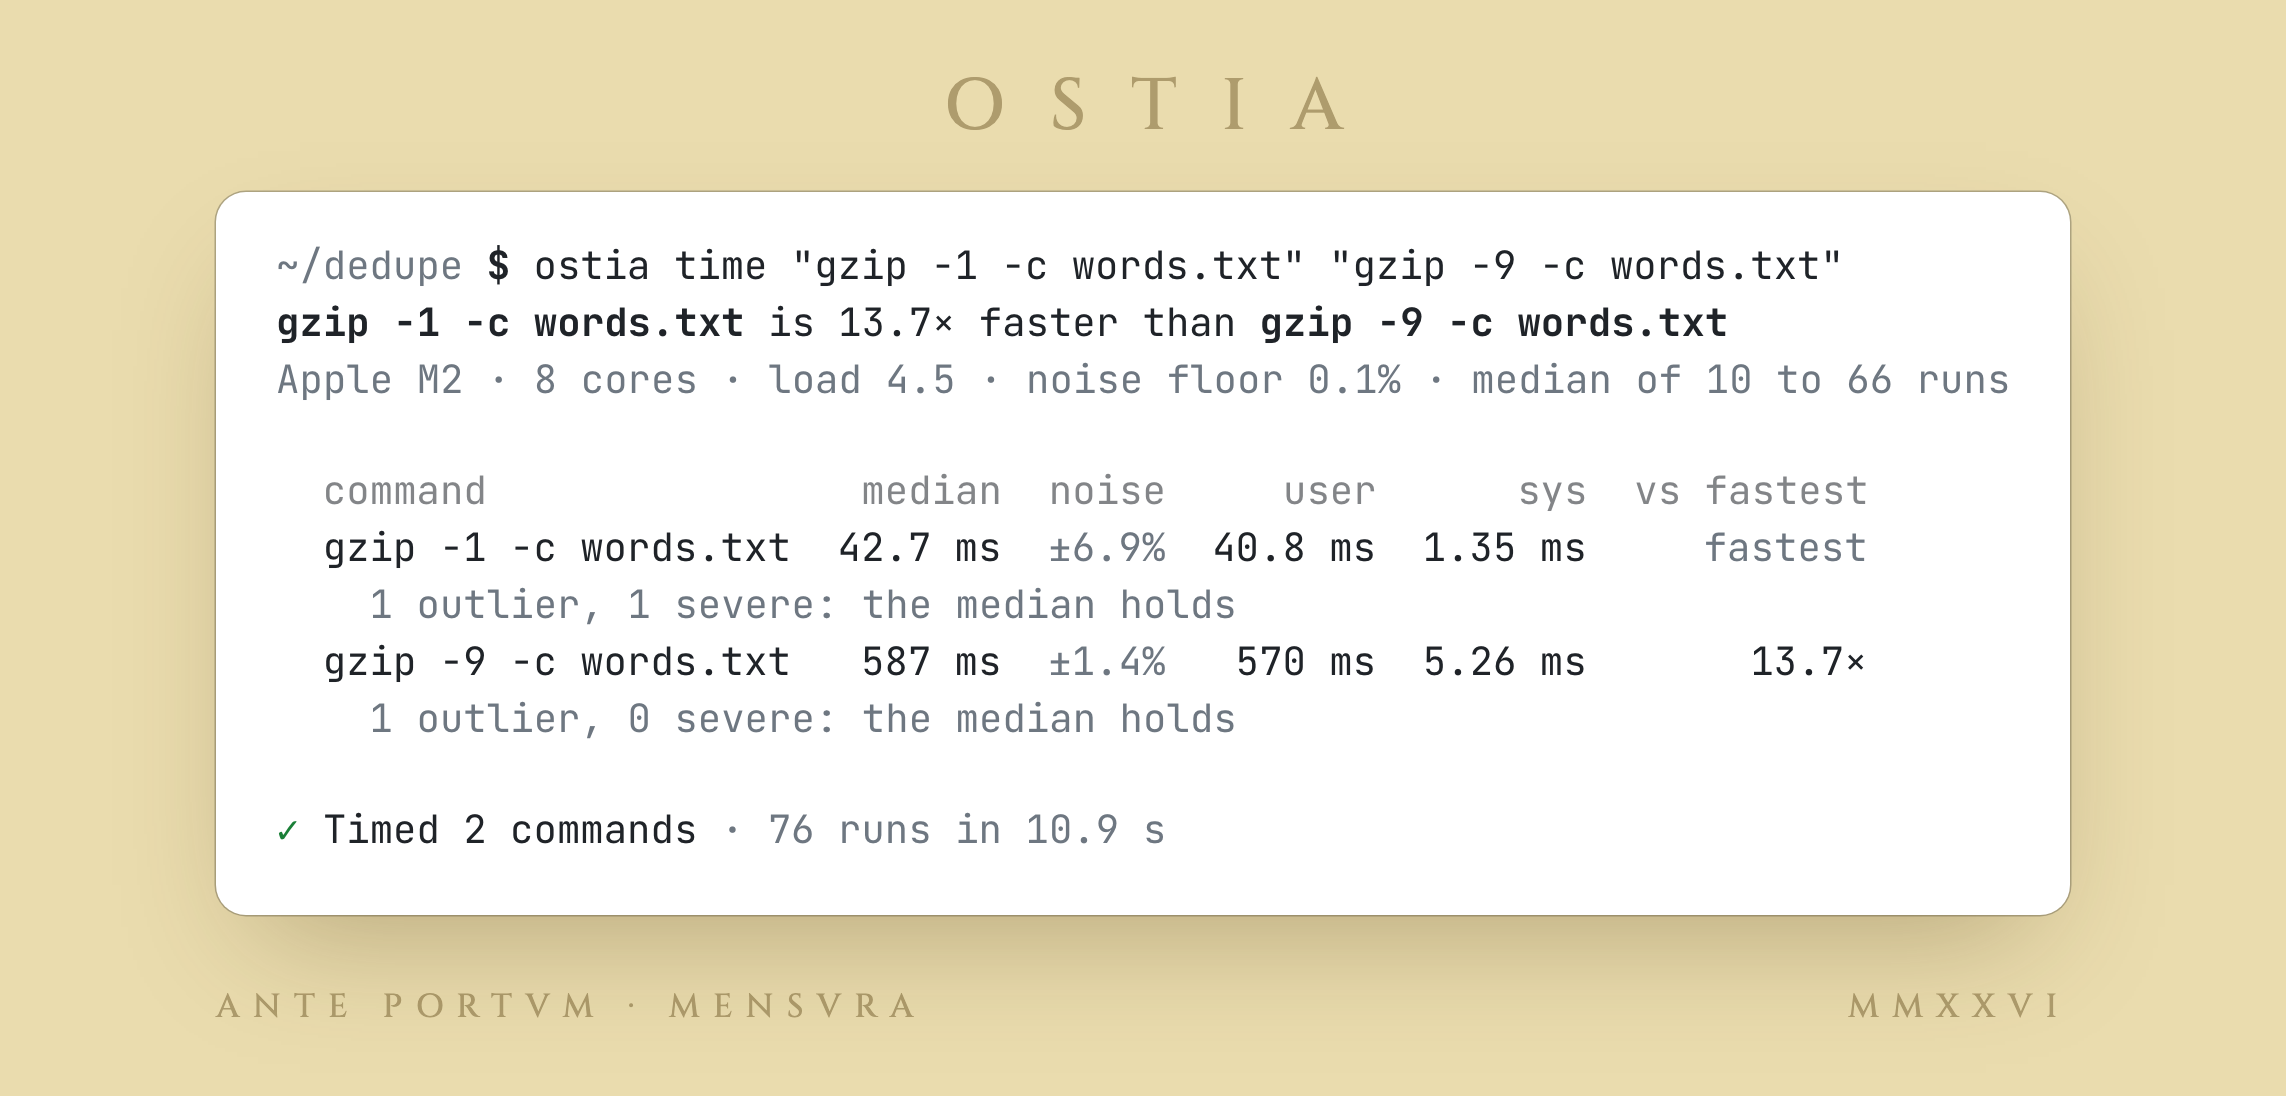 OSTIA
~/dedupe $ ostia time "gzip -1 -c words.txt" "gzip -9 -c words.txt"
gzip -1 -c words.txt is 13.7× faster than gzip -9 -c words.txt
Apple M2 · 8 cores · load 4.5 · noise floor 0.1% · median of 10 to 66 runs
command median noise user sys vs fastest
gzip -1 -c words.txt 42.7 ms ±6.9% 40.8 ms 1.35 ms fastest
1 outlier, 1 severe: the median holds
gzip -9 -c words.txt 587 ms ±1.4% 570 ms 5.26 ms 13.7×
1 outlier, 0 severe: the median holds
✓ Timed 2 commands · 76 runs in 10.9 s
ANTE PORTVM · MENSVRA
MMXXVI